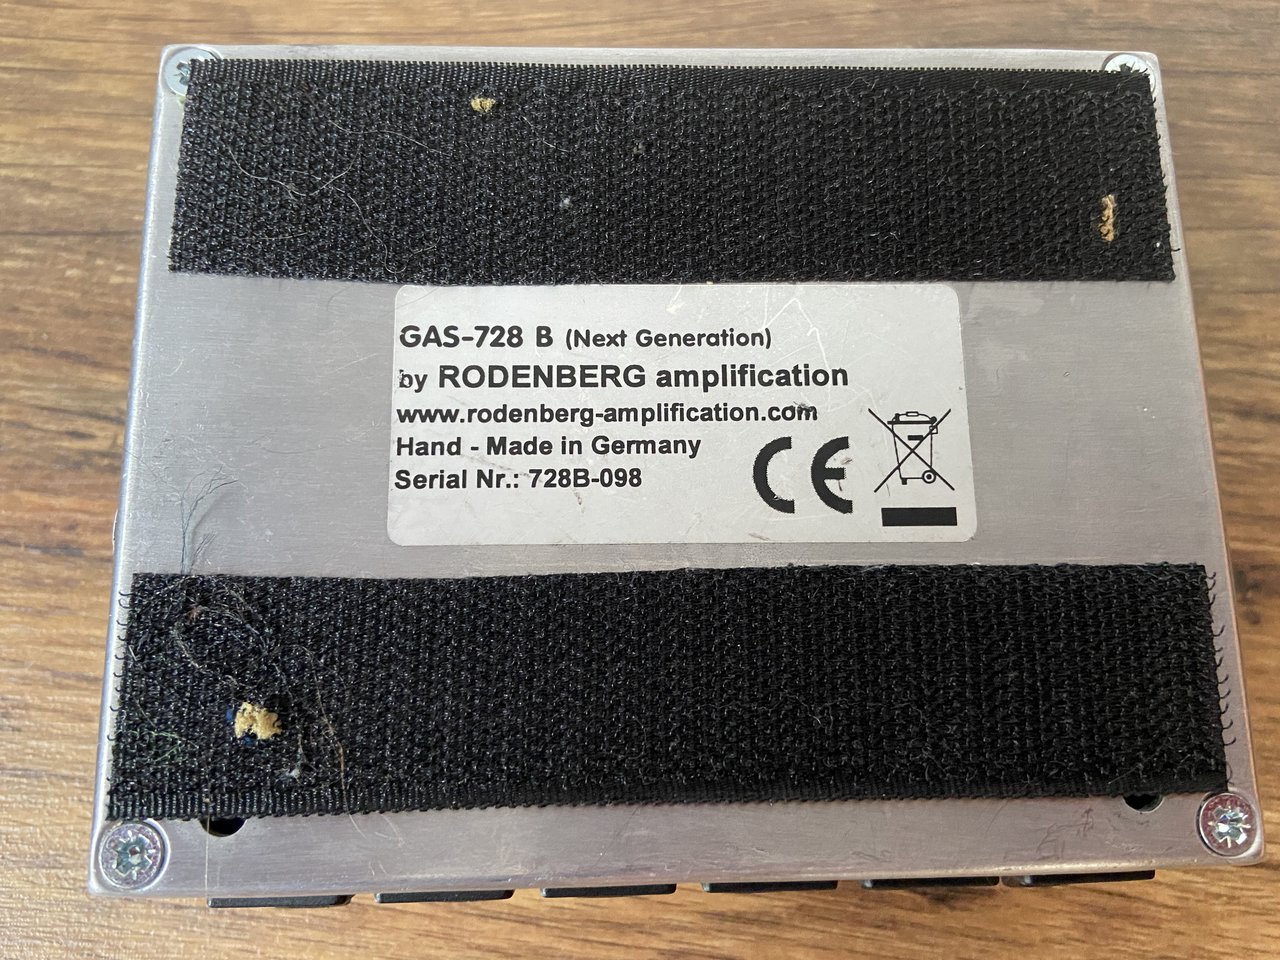 GAS-728 B (Next Generation)
by RODENBERG amplification
www.rodenberg-amplification.com
Hand - Made in Germany
Serial Nr.: 728B-098
CE